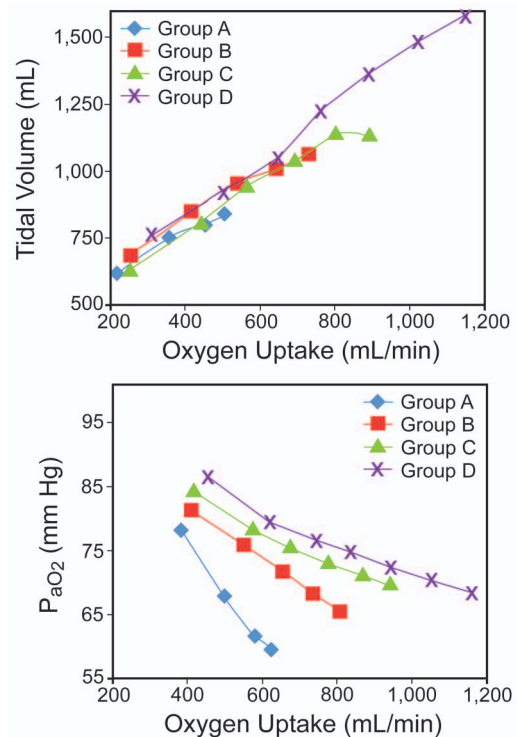 1,500
1,250
1,000
750
500
Tidal Volume (mL)
Group A
Group B
Group C
Group D
200 400 600 800 1,000 1,200
Oxygen Uptake (mL/min)
95
85
75
65
55
PaO2 (mm Hg)
Group A
Group B
Group C
Group D
200 400 600 800 1,000 1,200
Oxygen Uptake (mL/min)